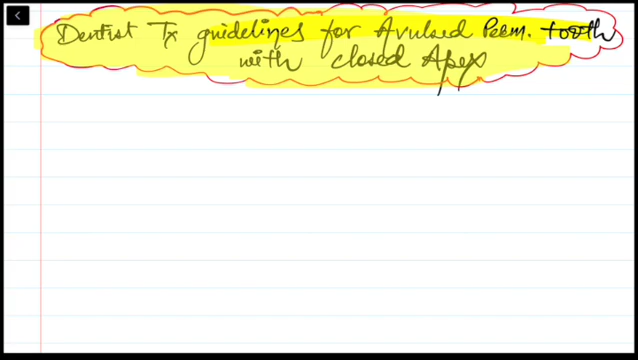 Dentist Tx guidelines for Avulsed Perm. tooth
with closed Apex